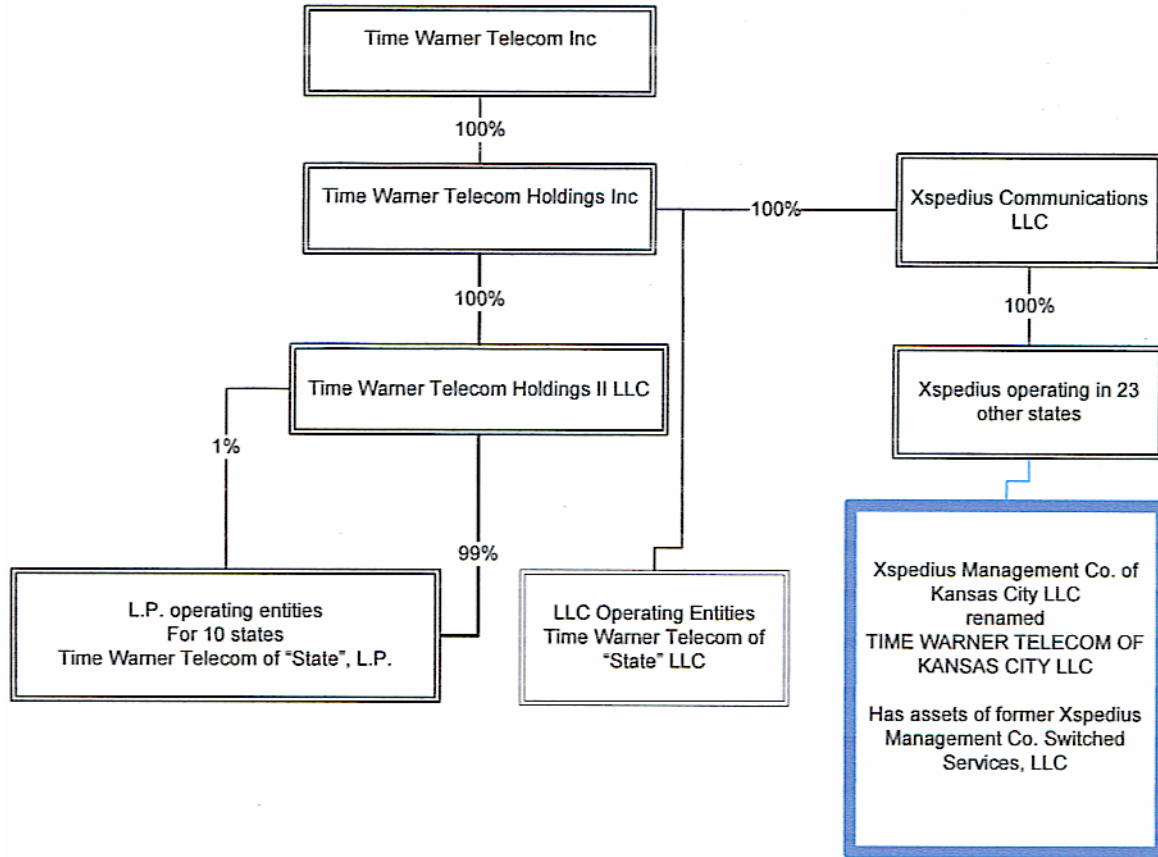 Time Warner Telecom Inc
100%
Time Warner Telecom Holdings Inc
100%
Xspedius Communications
LLC
100%
100%
Time Warner Telecom Holdings II LLC
Xspedius operating in 23
other states
1%
99%
L.P. operating entities
For 10 states
Time Warner Telecom of “State”, L.P.
LLC Operating Entities
Time Warner Telecom of
“State” LLC
Xspedius Management Co. of
Kansas City LLC
renamed
TIME WARNER TELECOM OF
KANSAS CITY LLC
Has assets of former Xspedius
Management Co. Switched
Services, LLC